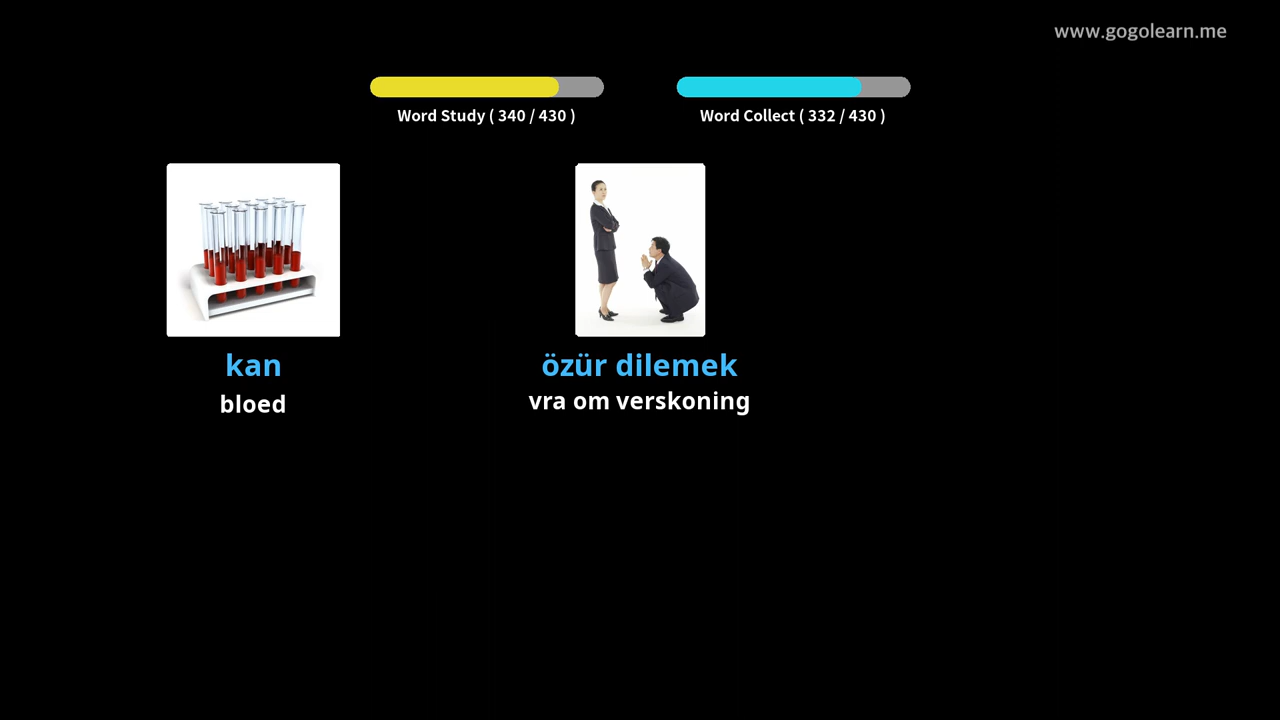 www.gogolearn.me
Word Study ( 340 / 430 )
Word Collect ( 332 / 430 )
kan
bloed
özür dilemek
vra om verskoning